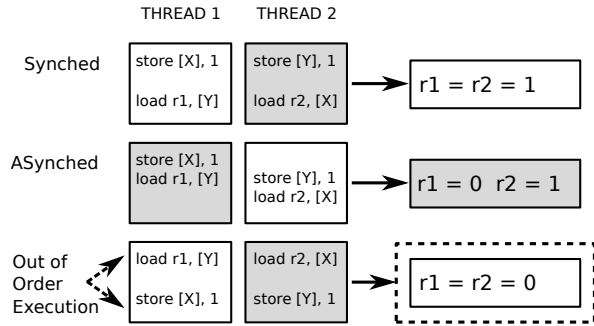 THREAD 1 THREAD 2
Synched
store [X], 1
load r1, [Y]
store [Y], 1
load r2, [X]
r1 = r2 = 1
ASynched
store [X], 1
load r1, [Y]
store [Y], 1
load r2, [X]
r1 = 0 r2 = 1
Out of
Order
Execution
load r1, [Y]
store [X], 1
load r2, [X]
store [Y], 1
r1 = r2 = 0